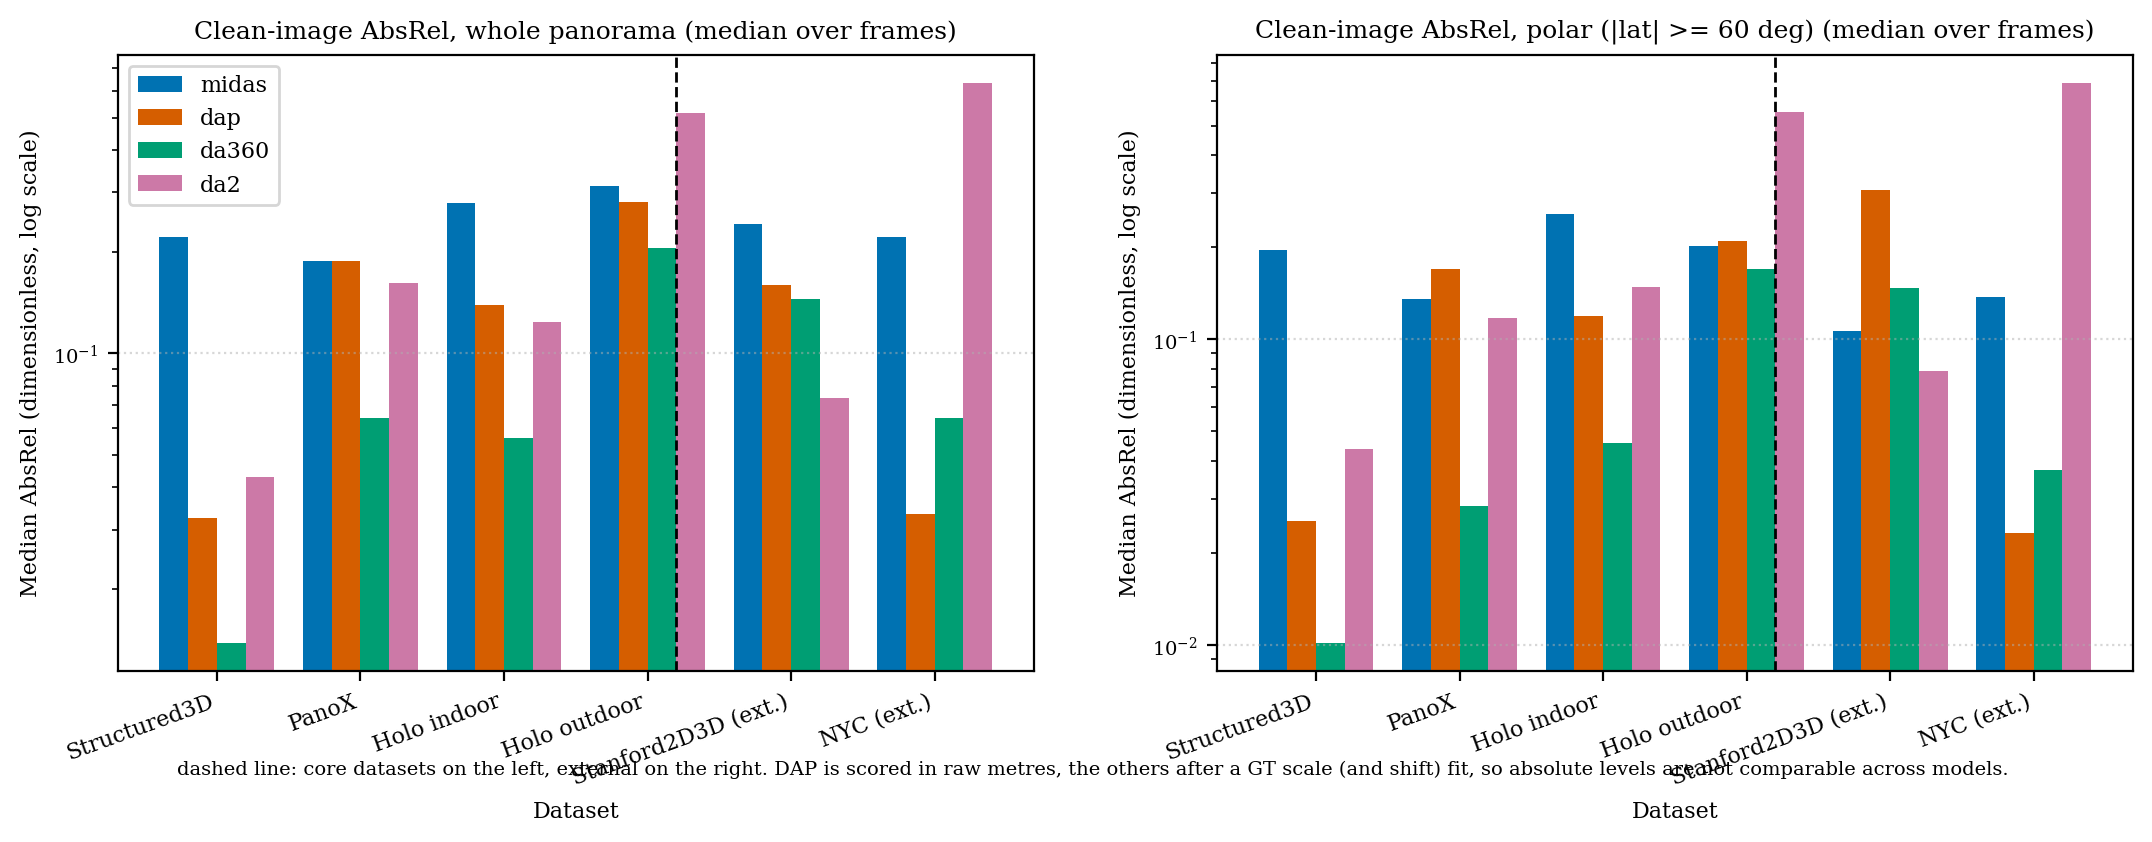 Clean-image AbsRel, whole panorama (median over frames)
Median AbsRel (dimensionless, log scale)
10⁻¹
midas
dap
da360
da2
Structured3D
PanoX
Holo indoor
Holo outdoor
Stanford2D3D (ext.)
NYC (ext.)
Dataset
Clean-image AbsRel, polar (|lat| >= 60 deg) (median over frames)
Median AbsRel (dimensionless, log scale)
10⁻¹
10⁻²
Structured3D
PanoX
Holo indoor
Holo outdoor
Stanford2D3D (ext.)
NYC (ext.)
dashed line: core datasets on the left, external on the right. DAP is scored in raw metres, the others after a GT scale (and shift) fit, so absolute levels are not comparable across models.
Dataset